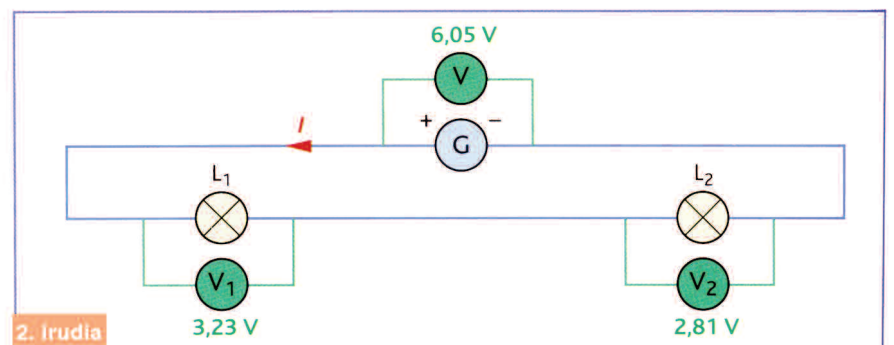 6,05 V
V
+ −
I
G
L₁
L₂
V₁
V₂
3,23 V
2,81 V
2. irudia